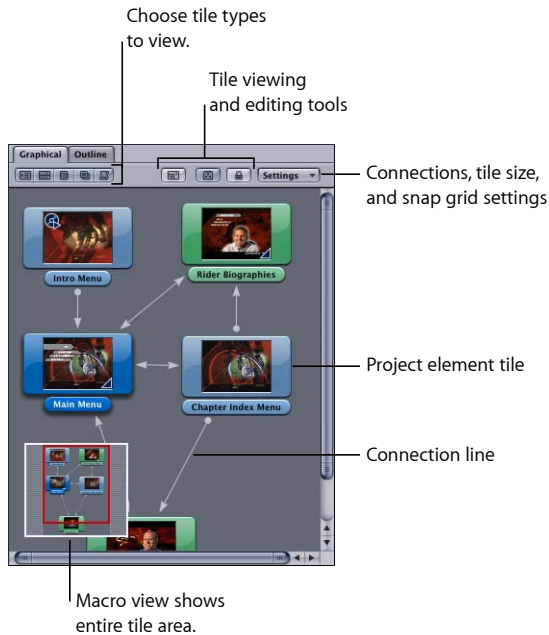 Choose tile types
to view.
Tile viewing
and editing tools
Graphical Outline
Settings
Connections, tile size,
and snap grid settings
Intro Menu
Rider Biographies
Main Menu
Chapter Index Menu
Project element tile
Connection line
Macro view shows
entire tile area.